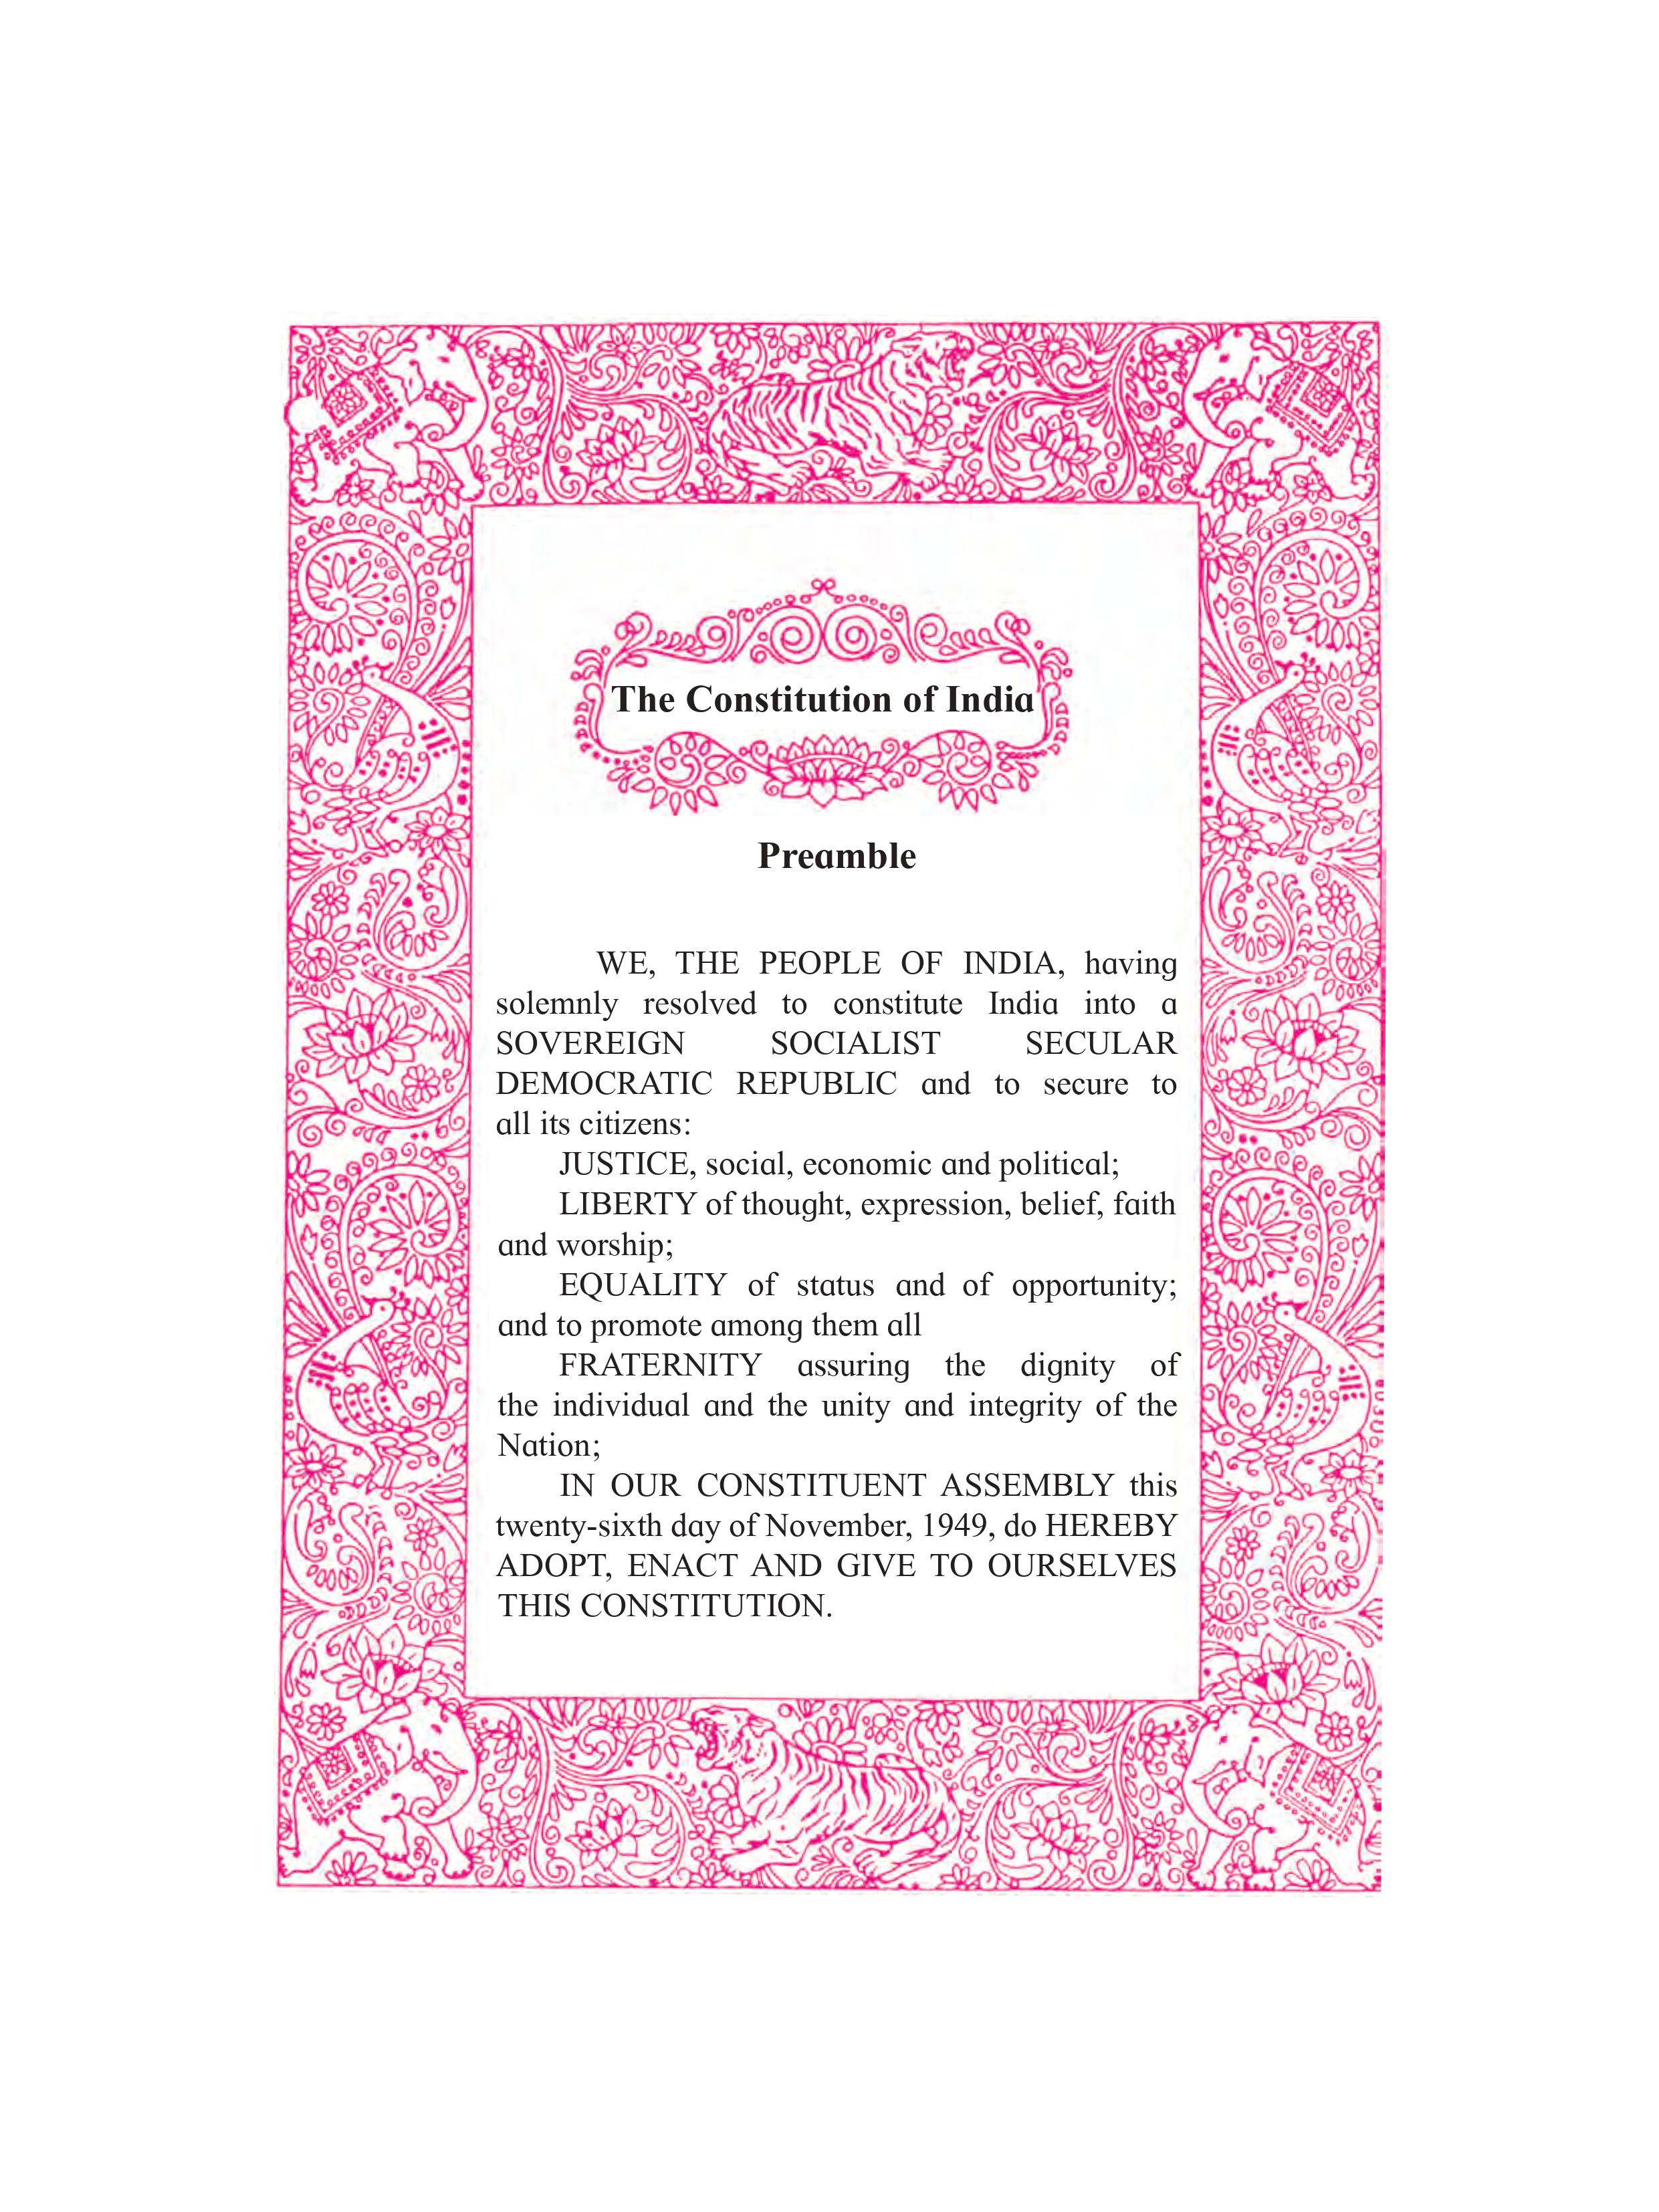 The Constitution of India
Preamble
WE, THE PEOPLE OF INDIA, having
solemnly resolved to constitute India into a
SOVEREIGN SOCIALIST SECULAR
DEMOCRATIC REPUBLIC and to secure to
all its citizens:
JUSTICE, social, economic and political;
LIBERTY of thought, expression, belief, faith
and worship;
EQUALITY of status and of opportunity;
and to promote among them all
FRATERNITY assuring the dignity of
the individual and the unity and integrity of the
Nation;
IN OUR CONSTITUENT ASSEMBLY this
twenty-sixth day of November, 1949, do HEREBY
ADOPT, ENACT AND GIVE TO OURSELVES
THIS CONSTITUTION.